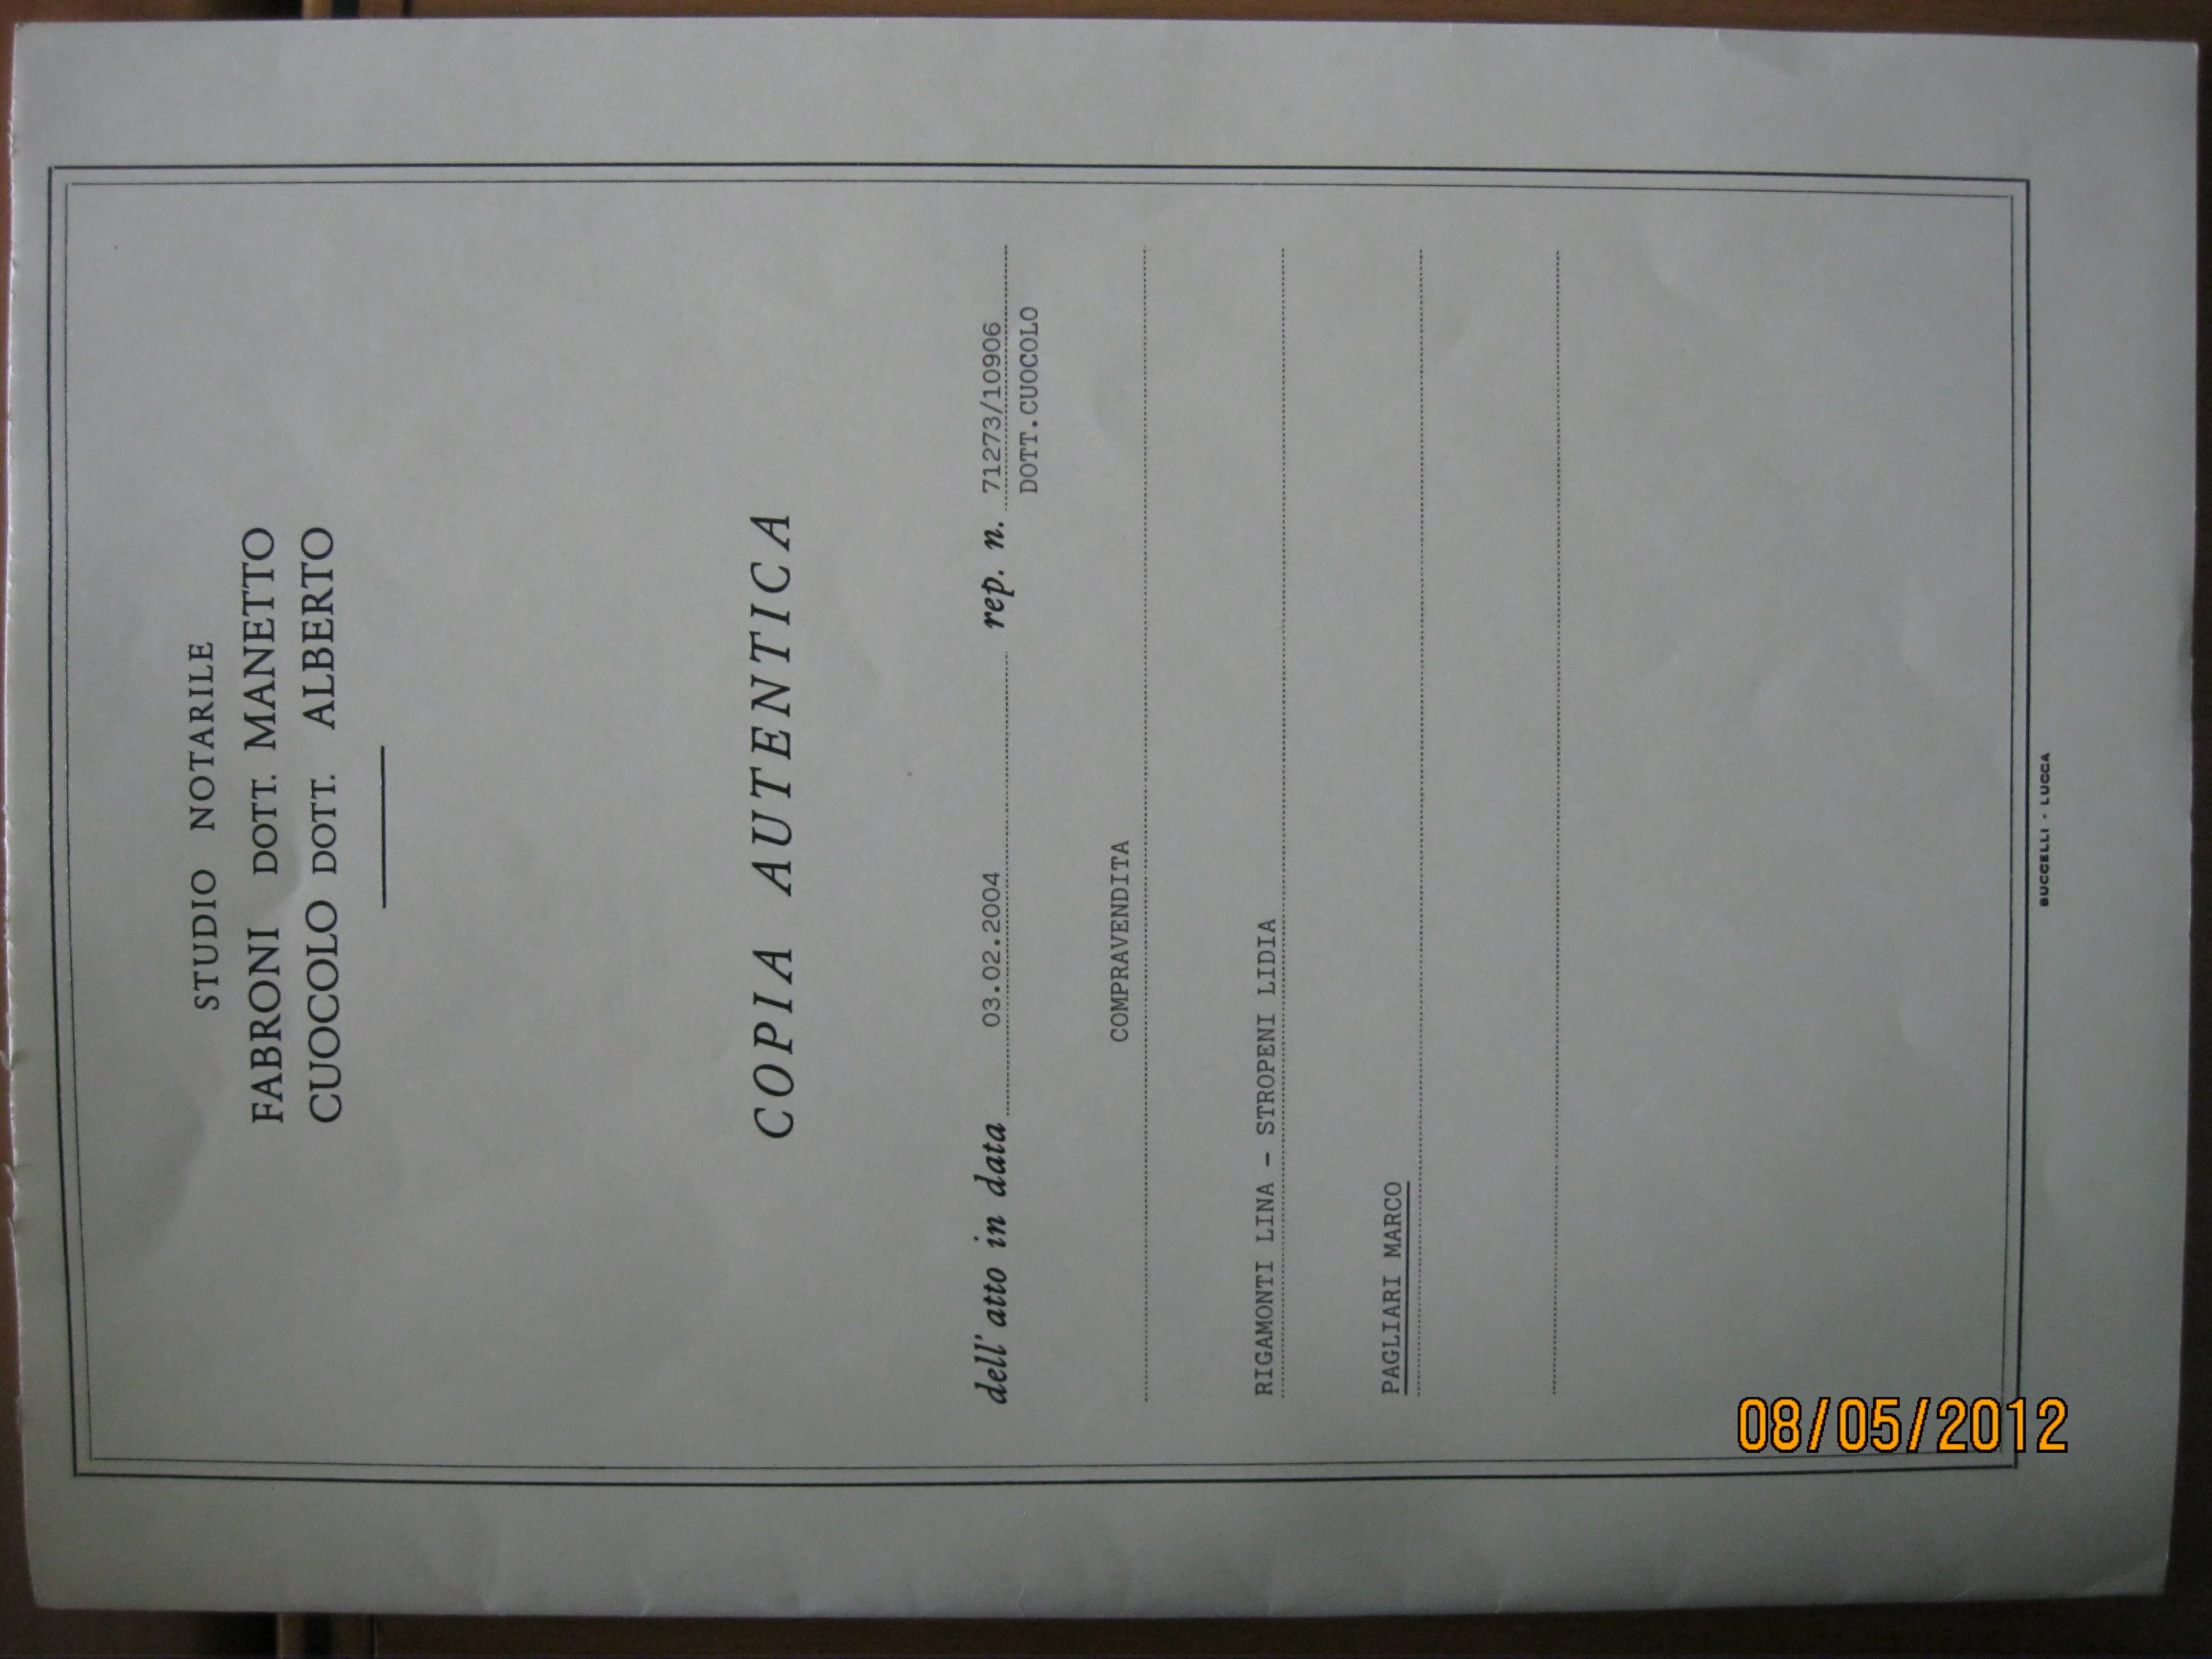 STUDIO NOTARILE
FABRONI DOTT. MANETTO
CUOCOLO DOTT. ALBERTO
COPIA AUTENTICA
dell'atto in data 03.02.2004 rep. n. 71273/10906
DOTT.CUOCOLO
COMPRAVENDITA
RIGAMONTI LINA - STROPENI LIDIA
PAGLIARI MARCO
BUCCELLI - LUCCA
08/05/2012